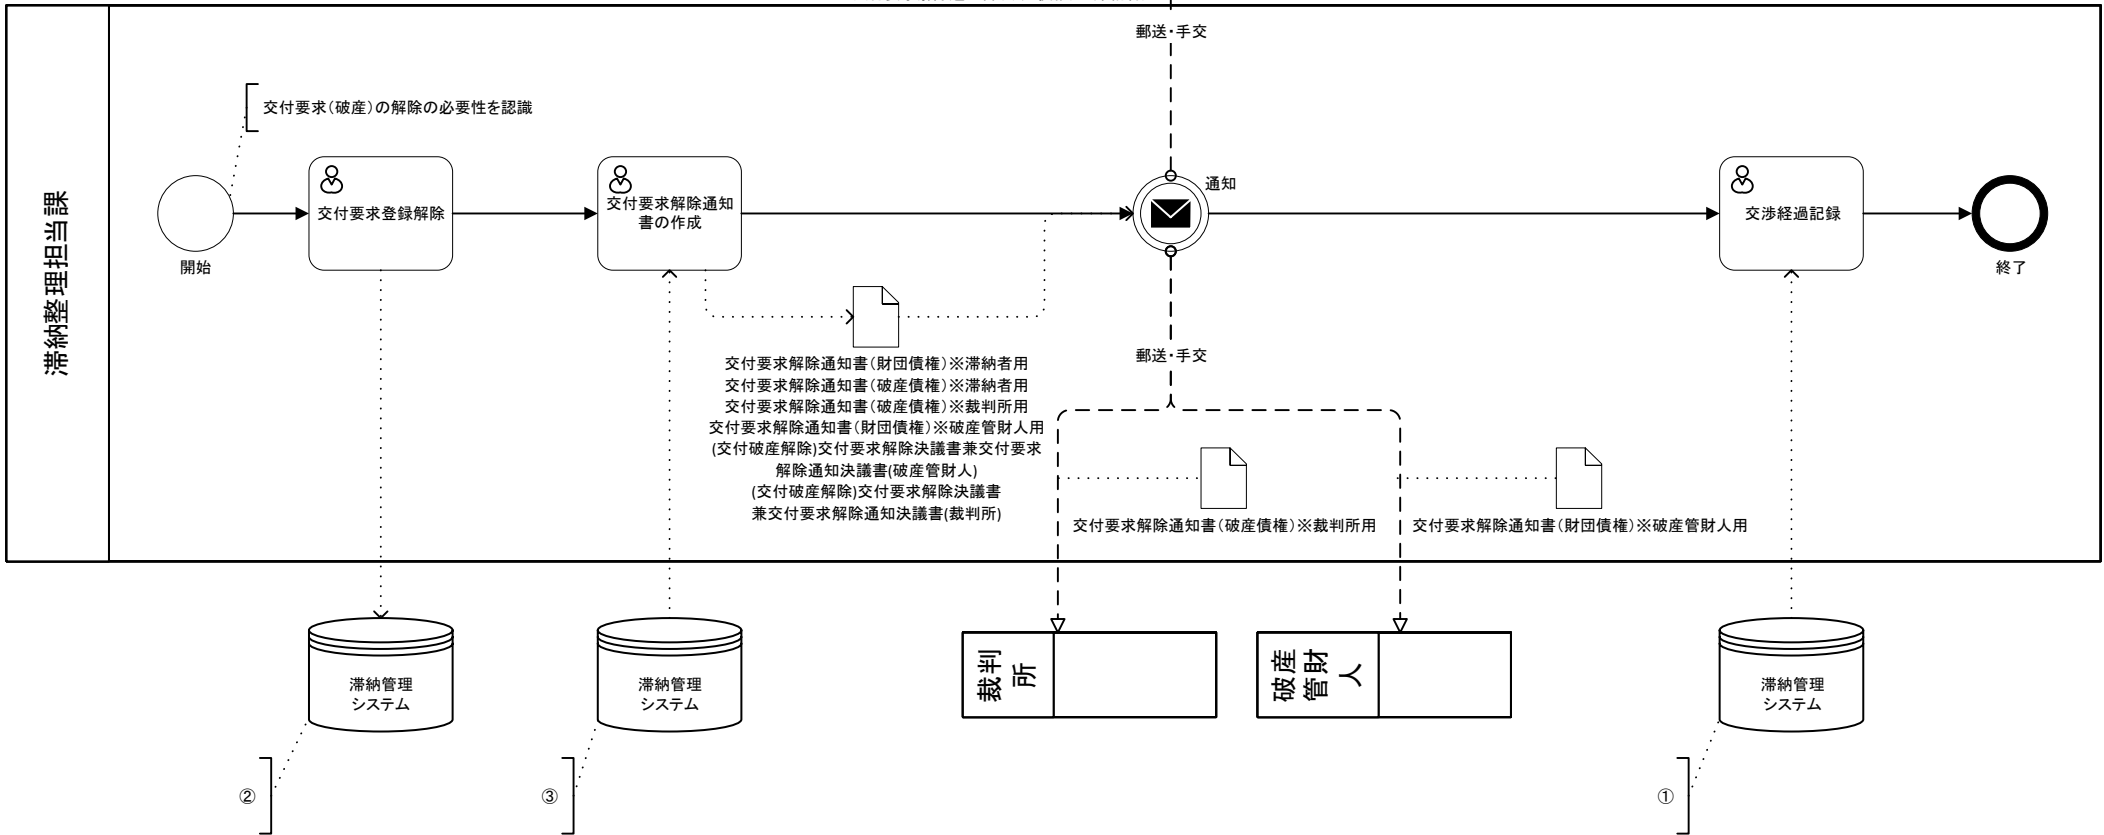 郵送・手交
交付要求（破産）の解除の必要性を認識
滞納整理担当課
開始
交付要求登録解除
交付要求解除通知
書の作成
通知
交渉経過記録
終了
郵送・手交
交付要求解除通知書（財団債権）※滞納者用
交付要求解除通知書（破産債権）※滞納者用
交付要求解除通知書（破産債権）※裁判所用
交付要求解除通知書（財団債権）※破産管財人用
(交付破産解除)交付要求解除決議書兼交付要求
解除通知決議書(破産管財人)
(交付破産解除)交付要求解除決議書
兼交付要求解除通知決議書(裁判所)
交付要求解除通知書（破産債権）※裁判所用
交付要求解除通知書（財団債権）※破産管財人用
滞納管理
システム
滞納管理
システム
裁判
所
破産
管財
人
滞納管理
システム
②
③
①